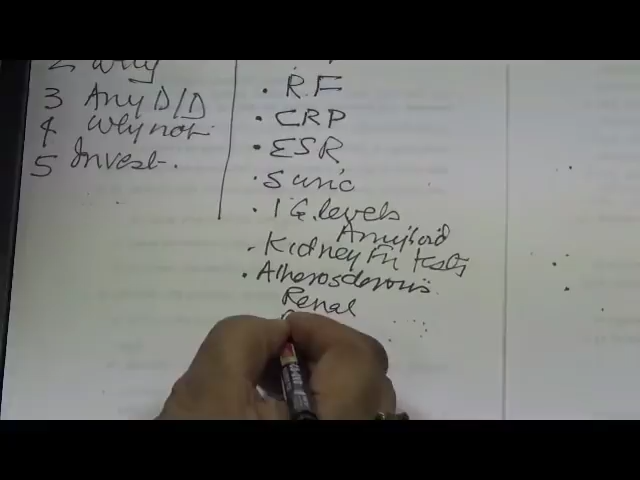 2 Why
3 Any D/D
4 Why not
5 Invest.
• R.F
• CRP
• ESR
• S uric
• IG. levels
Amyloid
• Kidney Fn tests
• Atherosclerosis
Renal